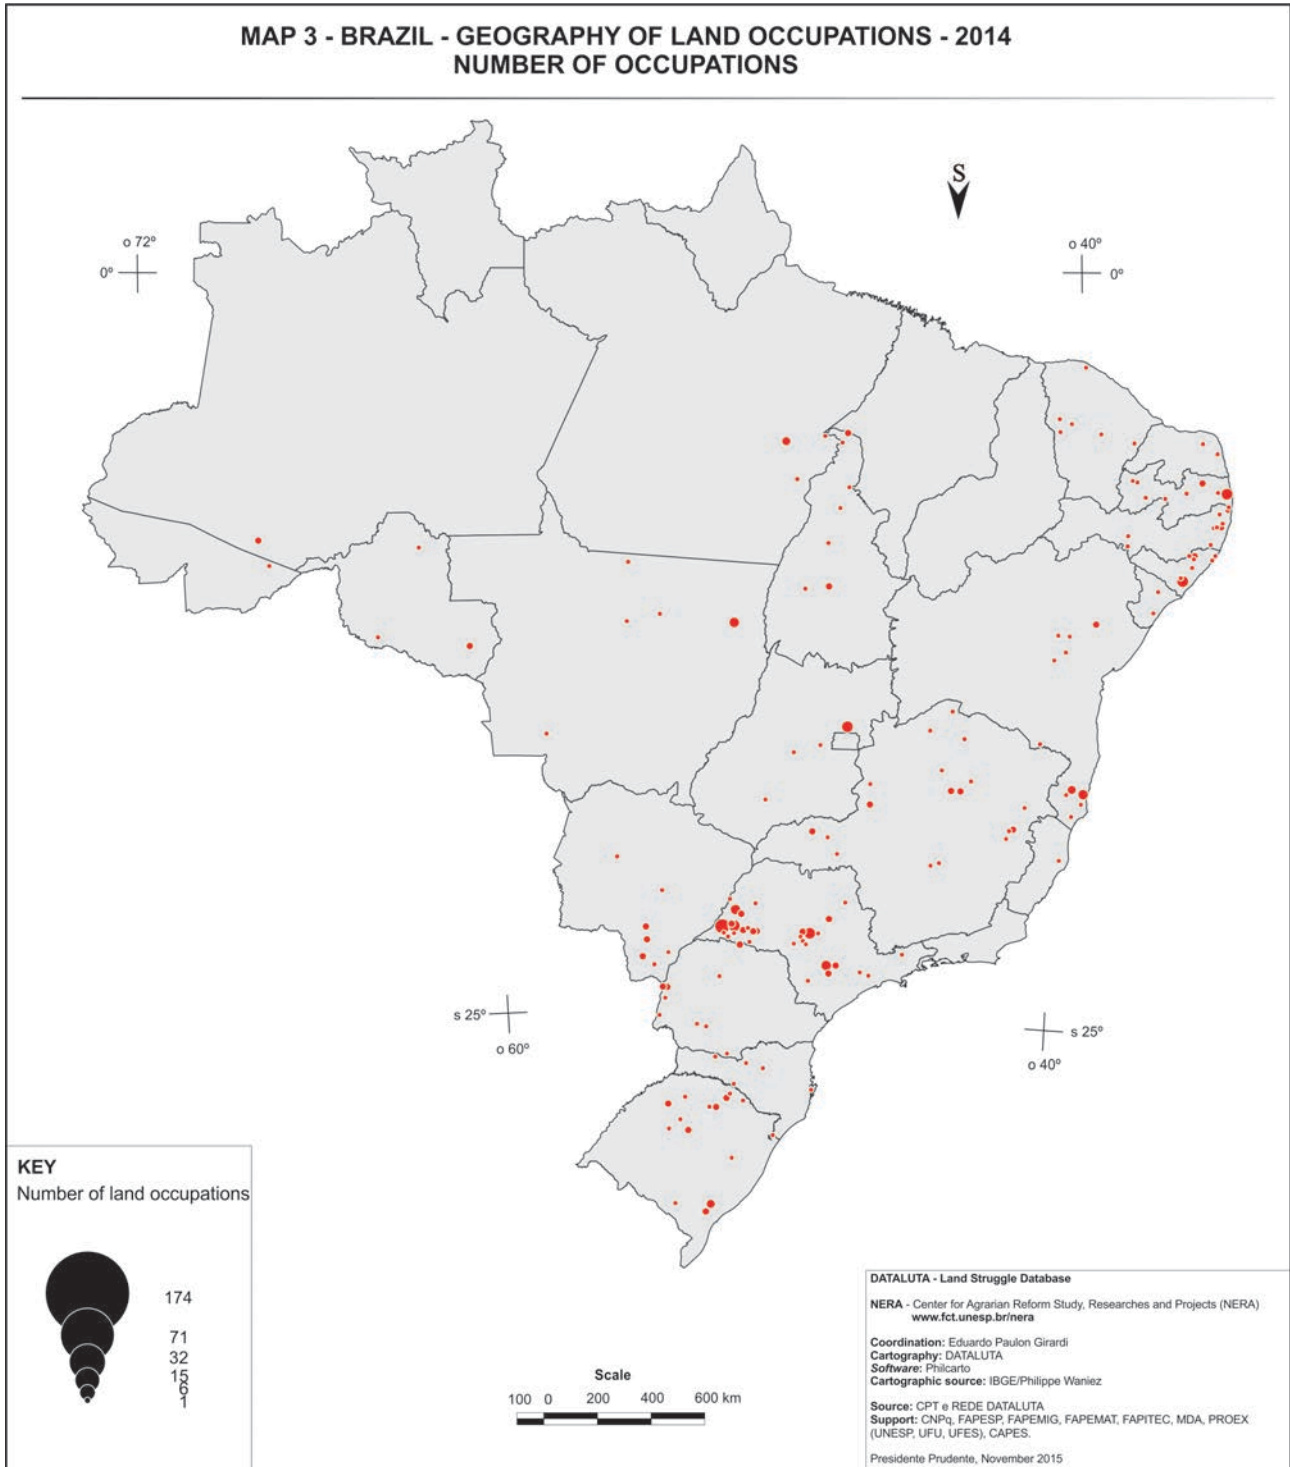 MAP 3 - BRAZIL - GEOGRAPHY OF LAND OCCUPATIONS - 2014
NUMBER OF OCCUPATIONS
S
o 72º
0º
o 40º
0º
s 25º
o 60º
s 25º
o 40º
KEY
Number of land occupations
174
71
32
15
6
1
Scale
100 0 200 400 600 km
DATALUTA - Land Struggle Database
NERA - Center for Agrarian Reform Study, Researches and Projects (NERA)
www.fct.unesp.br/nera
Coordination: Eduardo Paulon Girardi
Cartography: DATALUTA
Software: Philcarto
Cartographic source: IBGE/Philippe Waniez
Source: CPT e REDE DATALUTA
Support: CNPq, FAPESP, FAPEMIG, FAPEMAT, FAPITEC, MDA, PROEX
(UNESP, UFU, UFES), CAPES.
Presidente Prudente, November 2015